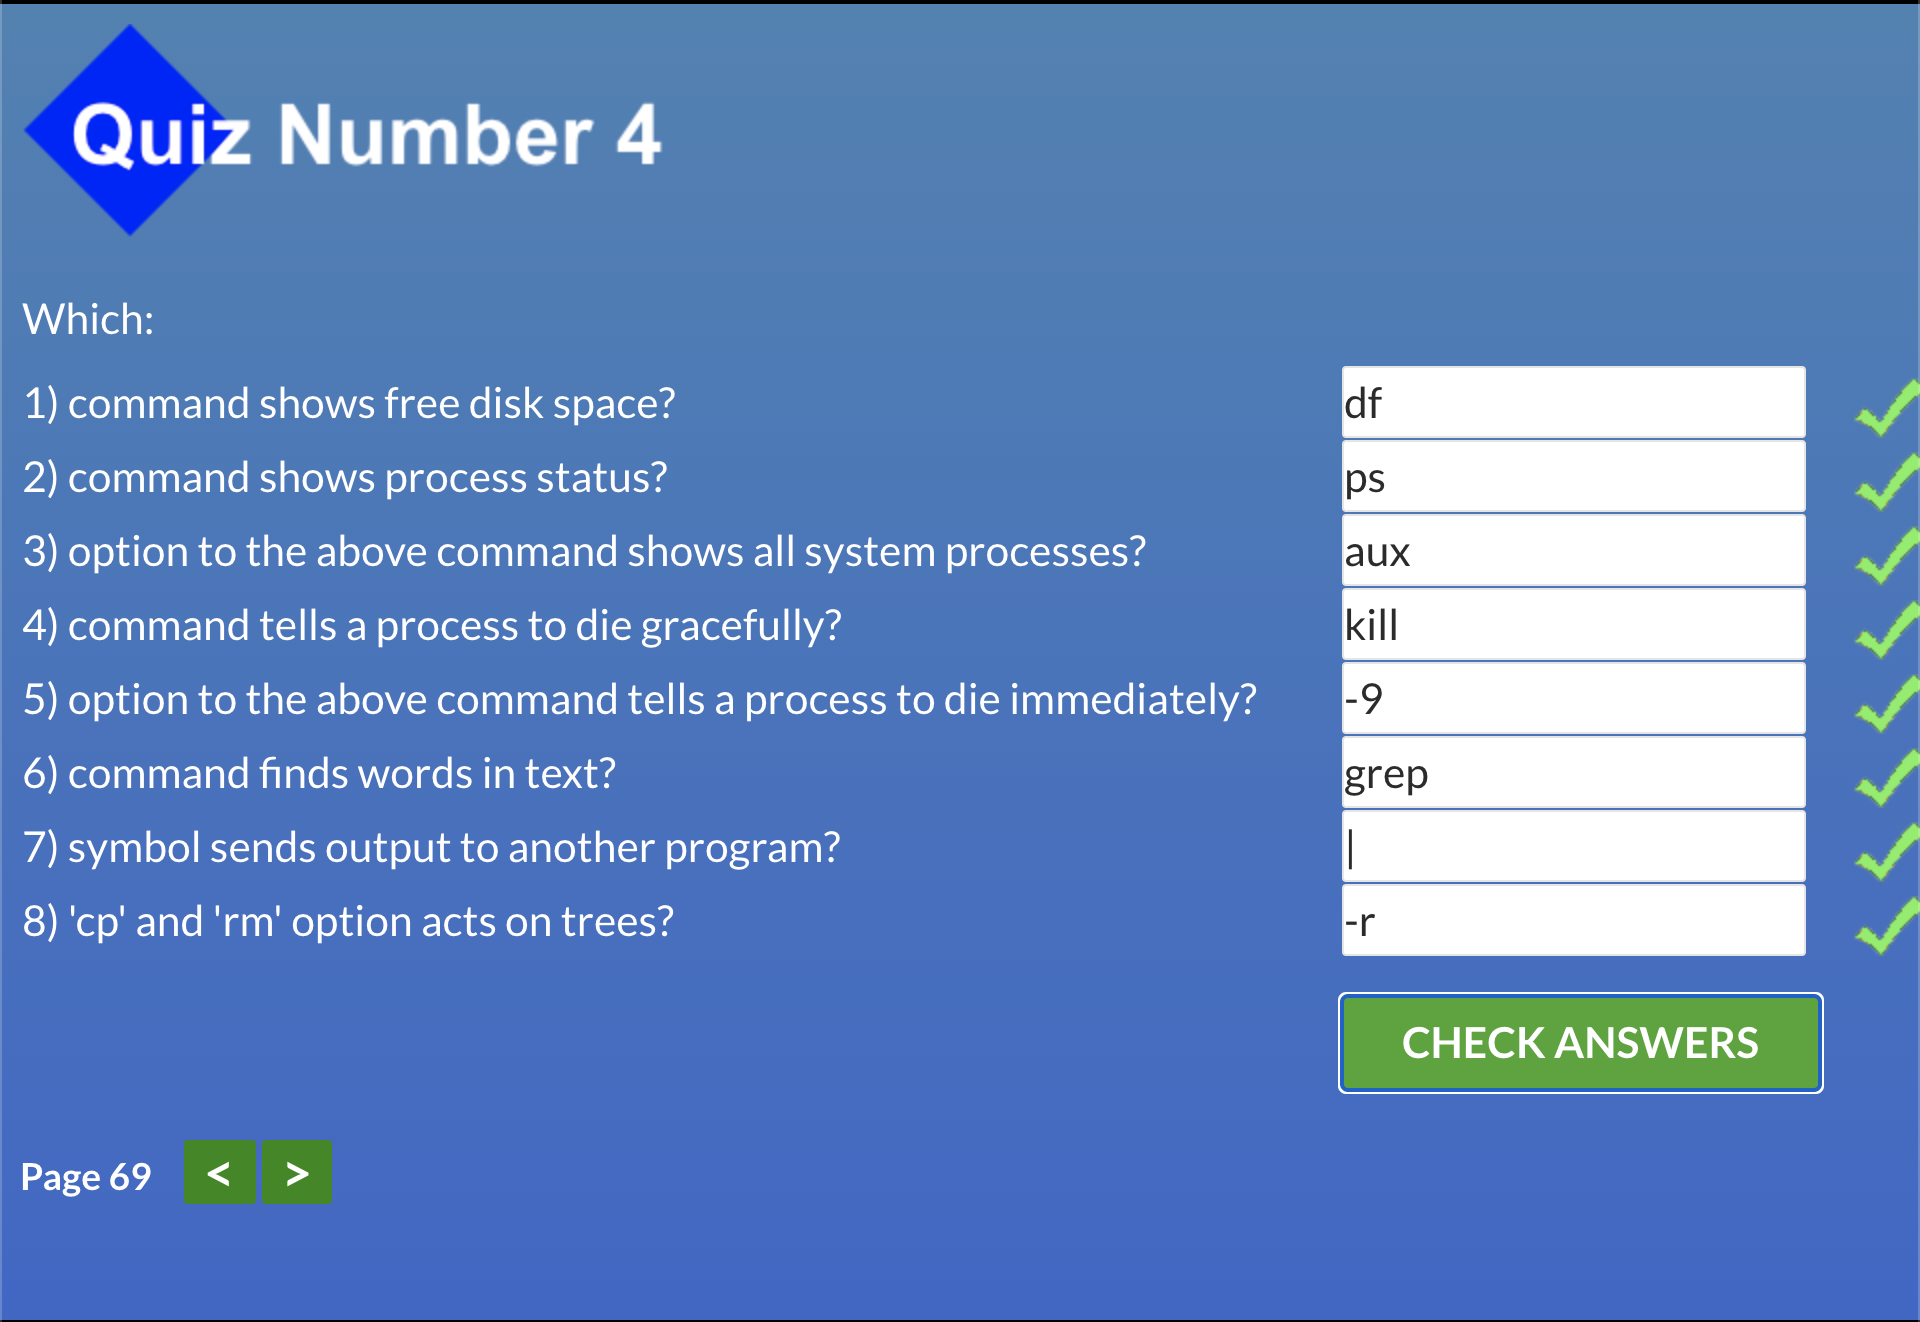 Quiz Number 4
Which:
1) command shows free disk space? df
2) command shows process status? ps
3) option to the above command shows all system processes? aux
4) command tells a process to die gracefully? kill
5) option to the above command tells a process to die immediately? -9
6) command finds words in text? grep
7) symbol sends output to another program? |
8) 'cp' and 'rm' option acts on trees? -r
CHECK ANSWERS
Page 69 < >